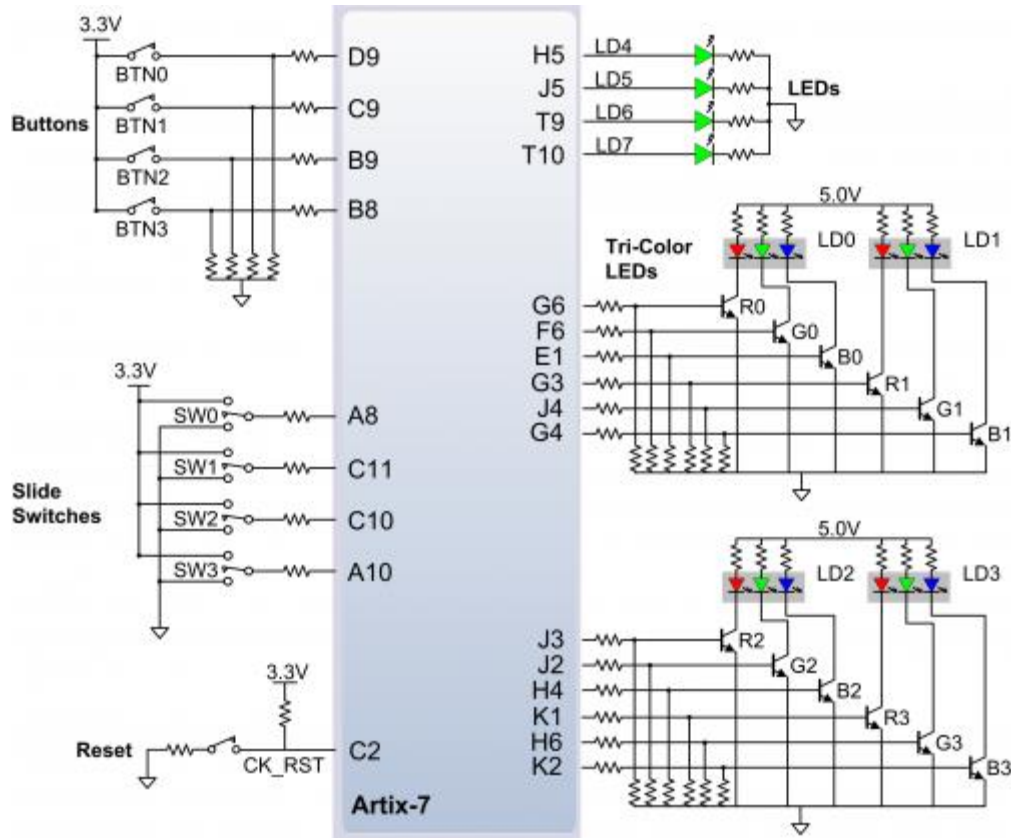 3.3V
BTN0
BTN1
BTN2
BTN3
Buttons
D9
C9
B9
B8
H5 LD4
J5 LD5
T9 LD6
T10 LD7
LEDs
5.0V
LD0
LD1
Tri-Color
LEDs
G6
F6
E1
G3
J4
G4
R0
G0
B0
R1
G1
B1
3.3V
SW0
SW1
SW2
SW3
Slide
Switches
A8
C11
C10
A10
5.0V
LD2
LD3
J3
J2
H4
K1
H6
K2
R2
G2
B2
R3
G3
B3
3.3V
Reset
CK_RST
C2
Artix-7